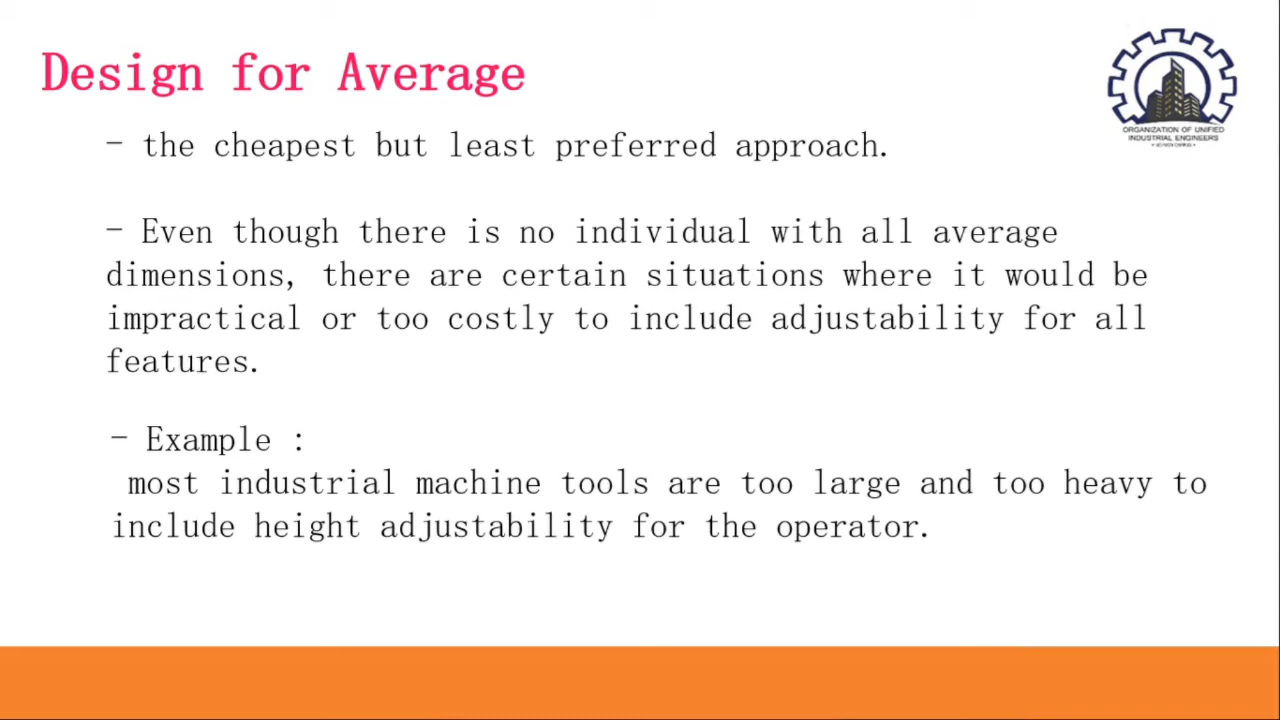 Design for Average
ORGANIZATION OF UNIFIED
INDUSTRIAL ENGINEERS
- the cheapest but least preferred approach.
- Even though there is no individual with all average
dimensions, there are certain situations where it would be
impractical or too costly to include adjustability for all
features.
- Example :
most industrial machine tools are too large and too heavy to
include height adjustability for the operator.